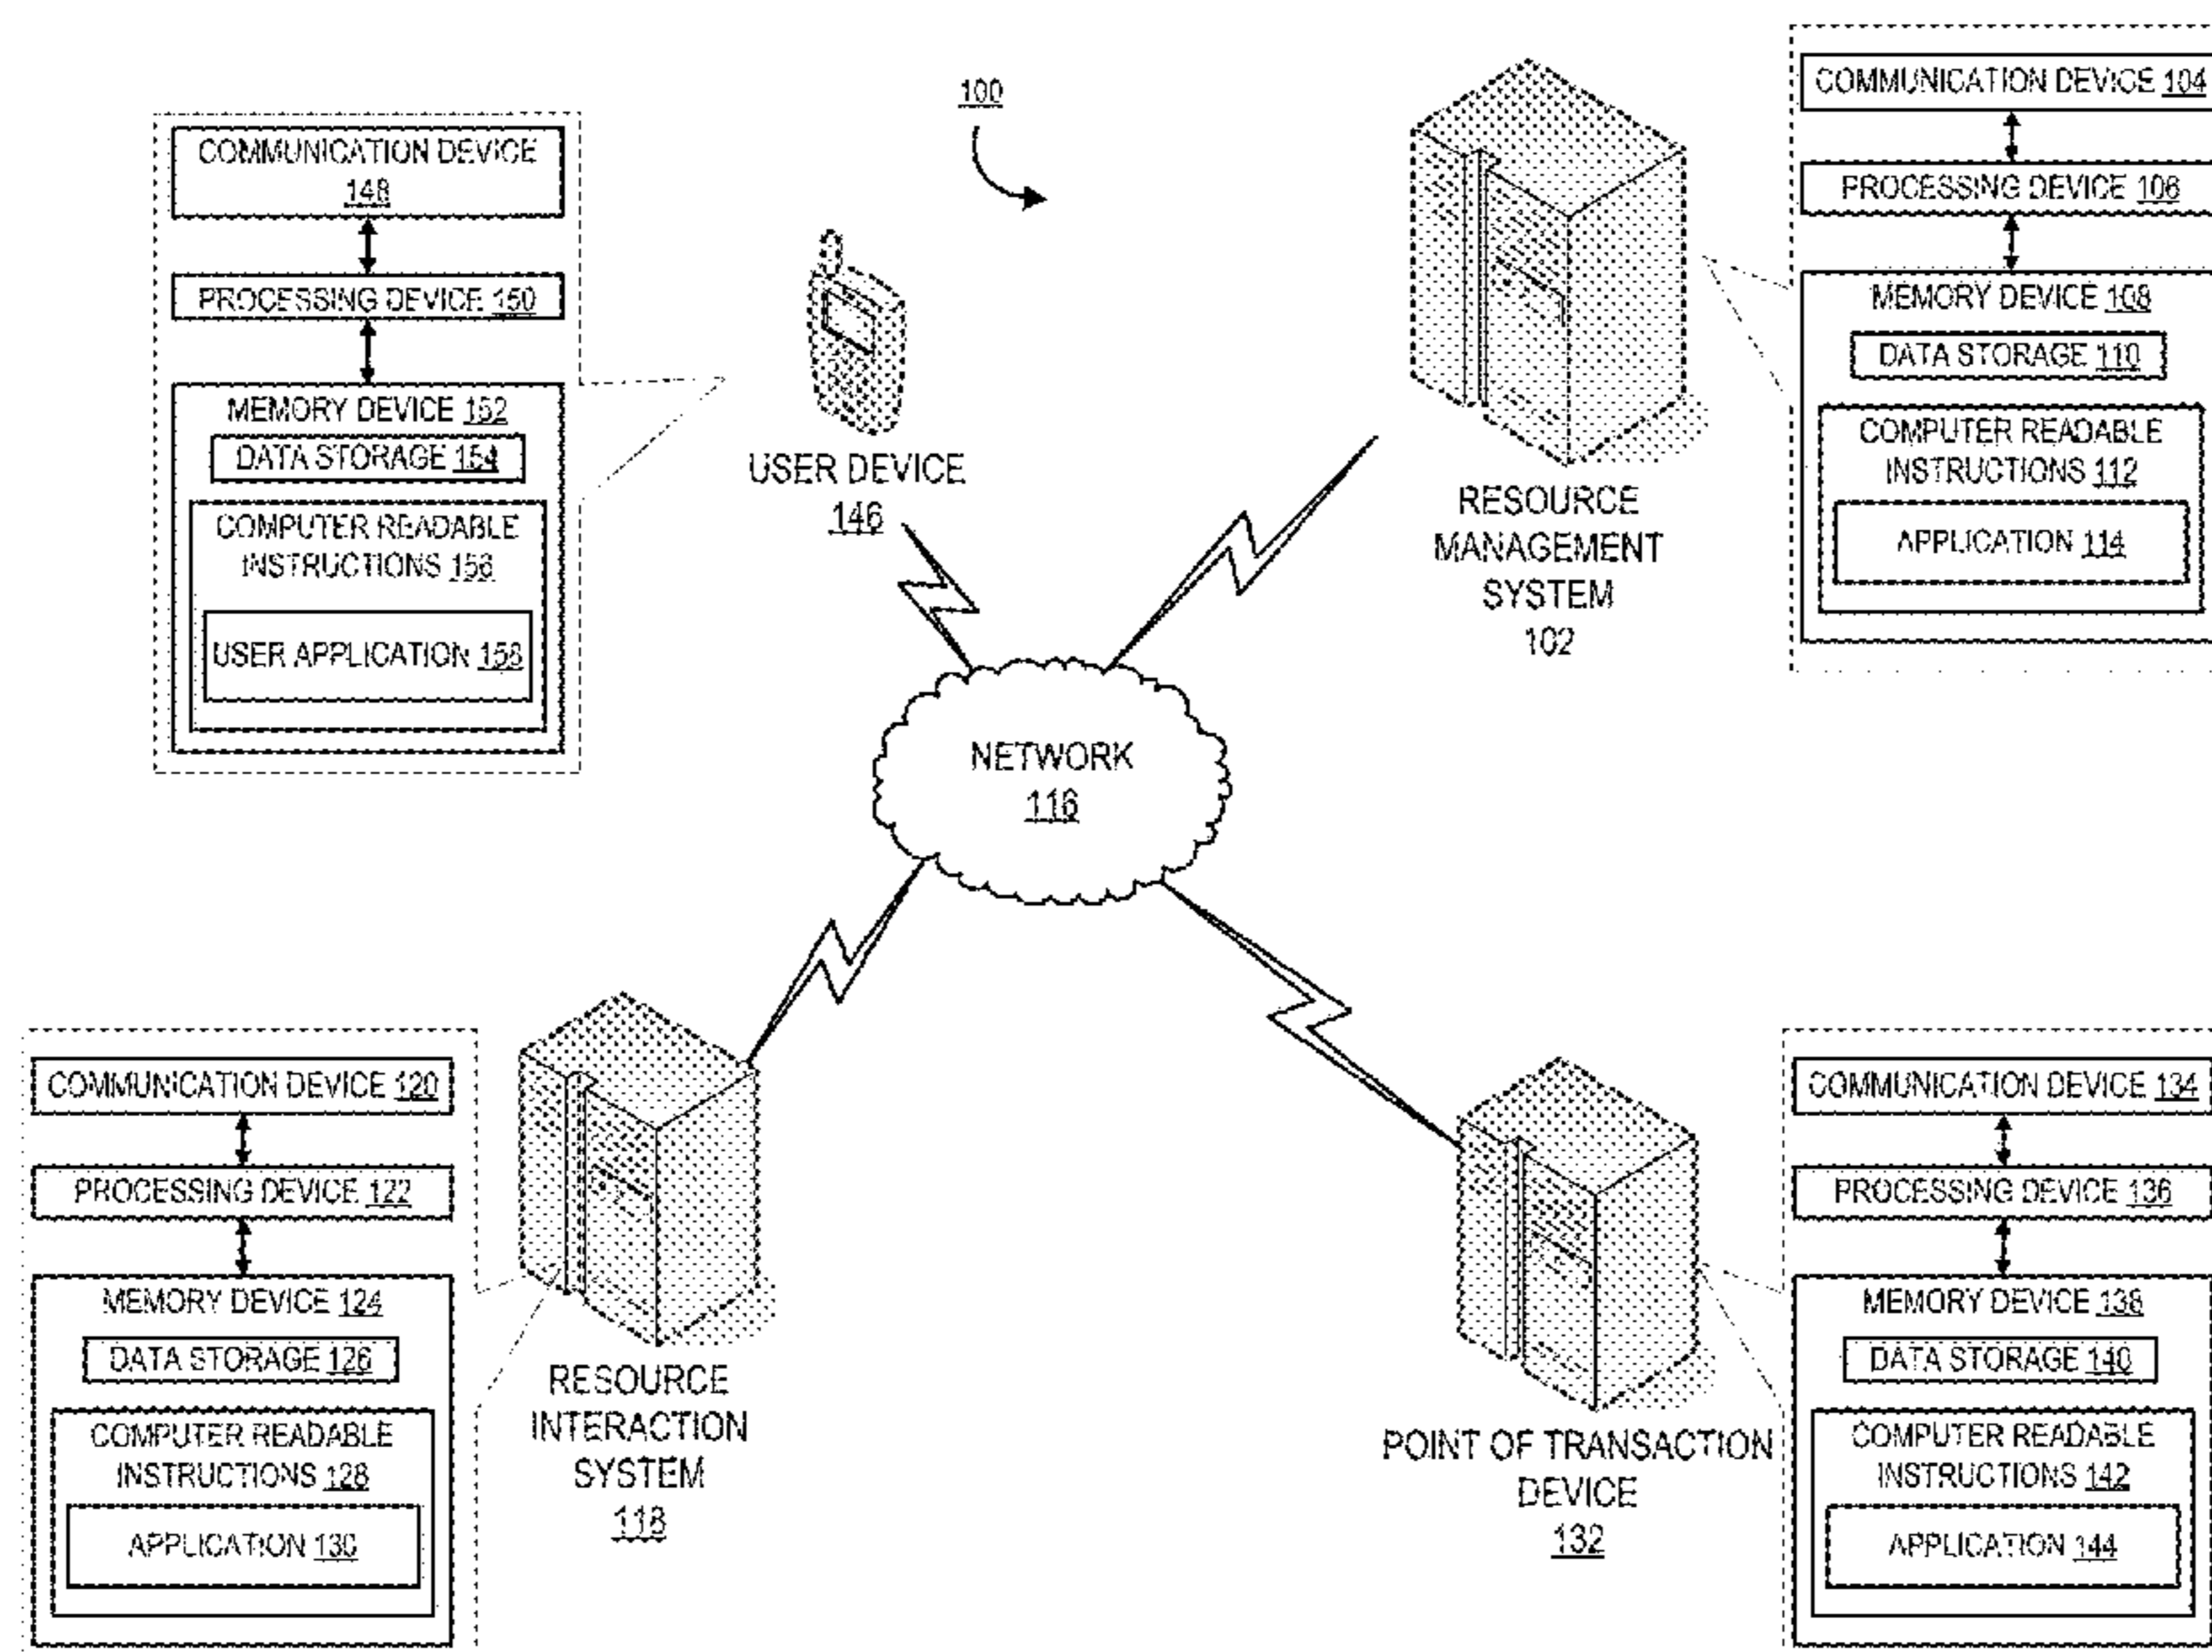 100
COMMUNICATION DEVICE
148
PROCESSING DEVICE 150
MEMORY DEVICE 152
DATA STORAGE 154
COMPUTER READABLE
INSTRUCTIONS 156
USER APPLICATION 158
USER DEVICE
146
COMMUNICATION DEVICE 104
PROCESSING DEVICE 106
MEMORY DEVICE 108
DATA STORAGE 110
COMPUTER READABLE
INSTRUCTIONS 112
APPLICATION 114
RESOURCE
MANAGEMENT
SYSTEM
102
NETWORK
116
COMMUNICATION DEVICE 120
PROCESSING DEVICE 122
MEMORY DEVICE 124
DATA STORAGE 126
COMPUTER READABLE
INSTRUCTIONS 128
APPLICATION 130
RESOURCE
INTERACTION
SYSTEM
118
POINT OF TRANSACTION
DEVICE
132
COMMUNICATION DEVICE 134
PROCESSING DEVICE 136
MEMORY DEVICE 138
DATA STORAGE 140
COMPUTER READABLE
INSTRUCTIONS 142
APPLICATION 144